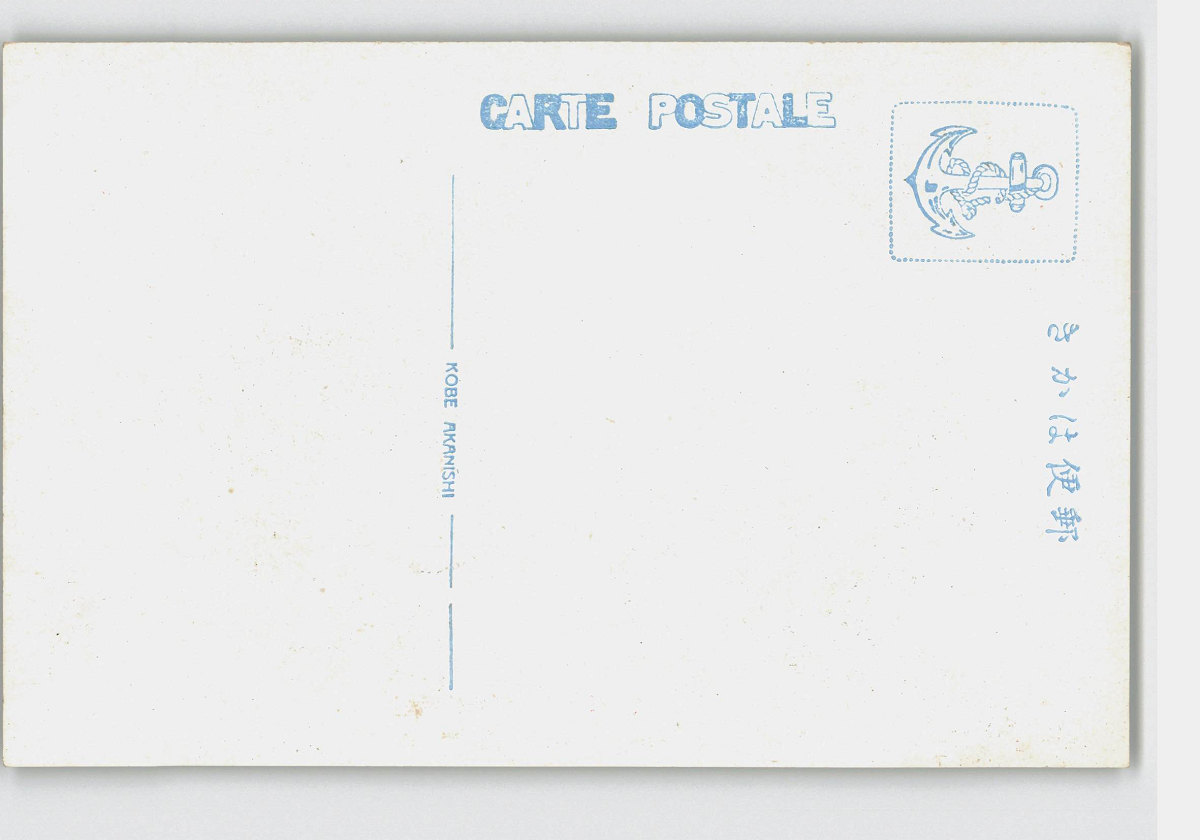 CARTE POSTALE
KOBE AKANISHI
郵便はかき